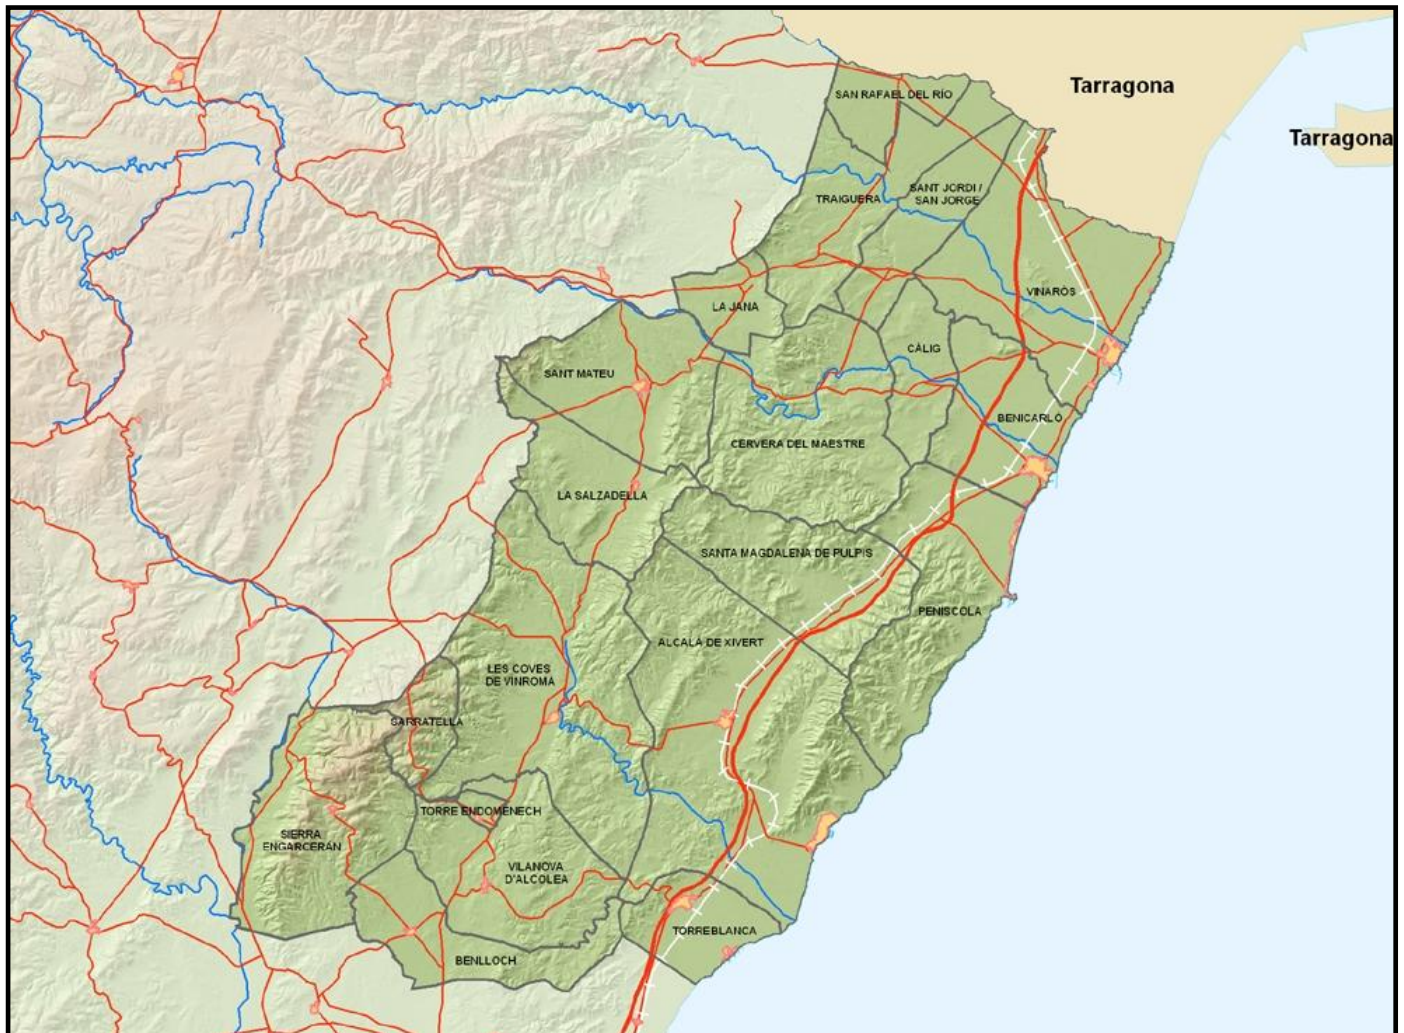 Tarragona
SAN RAFAEL DEL RÍO
Tarragona
SANT JORDI /
SAN JORGE
TRAIGUERA
VINARÒS
LA JANA
CÀLIG
SANT MATEU
BENICARLÓ
CERVERA DEL MAESTRE
LA SALZADELLA
SANTA MAGDALENA DE PULPIS
PENISCOLA
ALCALÀ DE XIVERT
LES COVES
DE VINROMA
SARRATELLA
TORRE ENDOMENECH
SIERRA
ENGARCERÁN
VILANOVA
D'ALCOLEA
TORREBLANCA
BENLLOCH